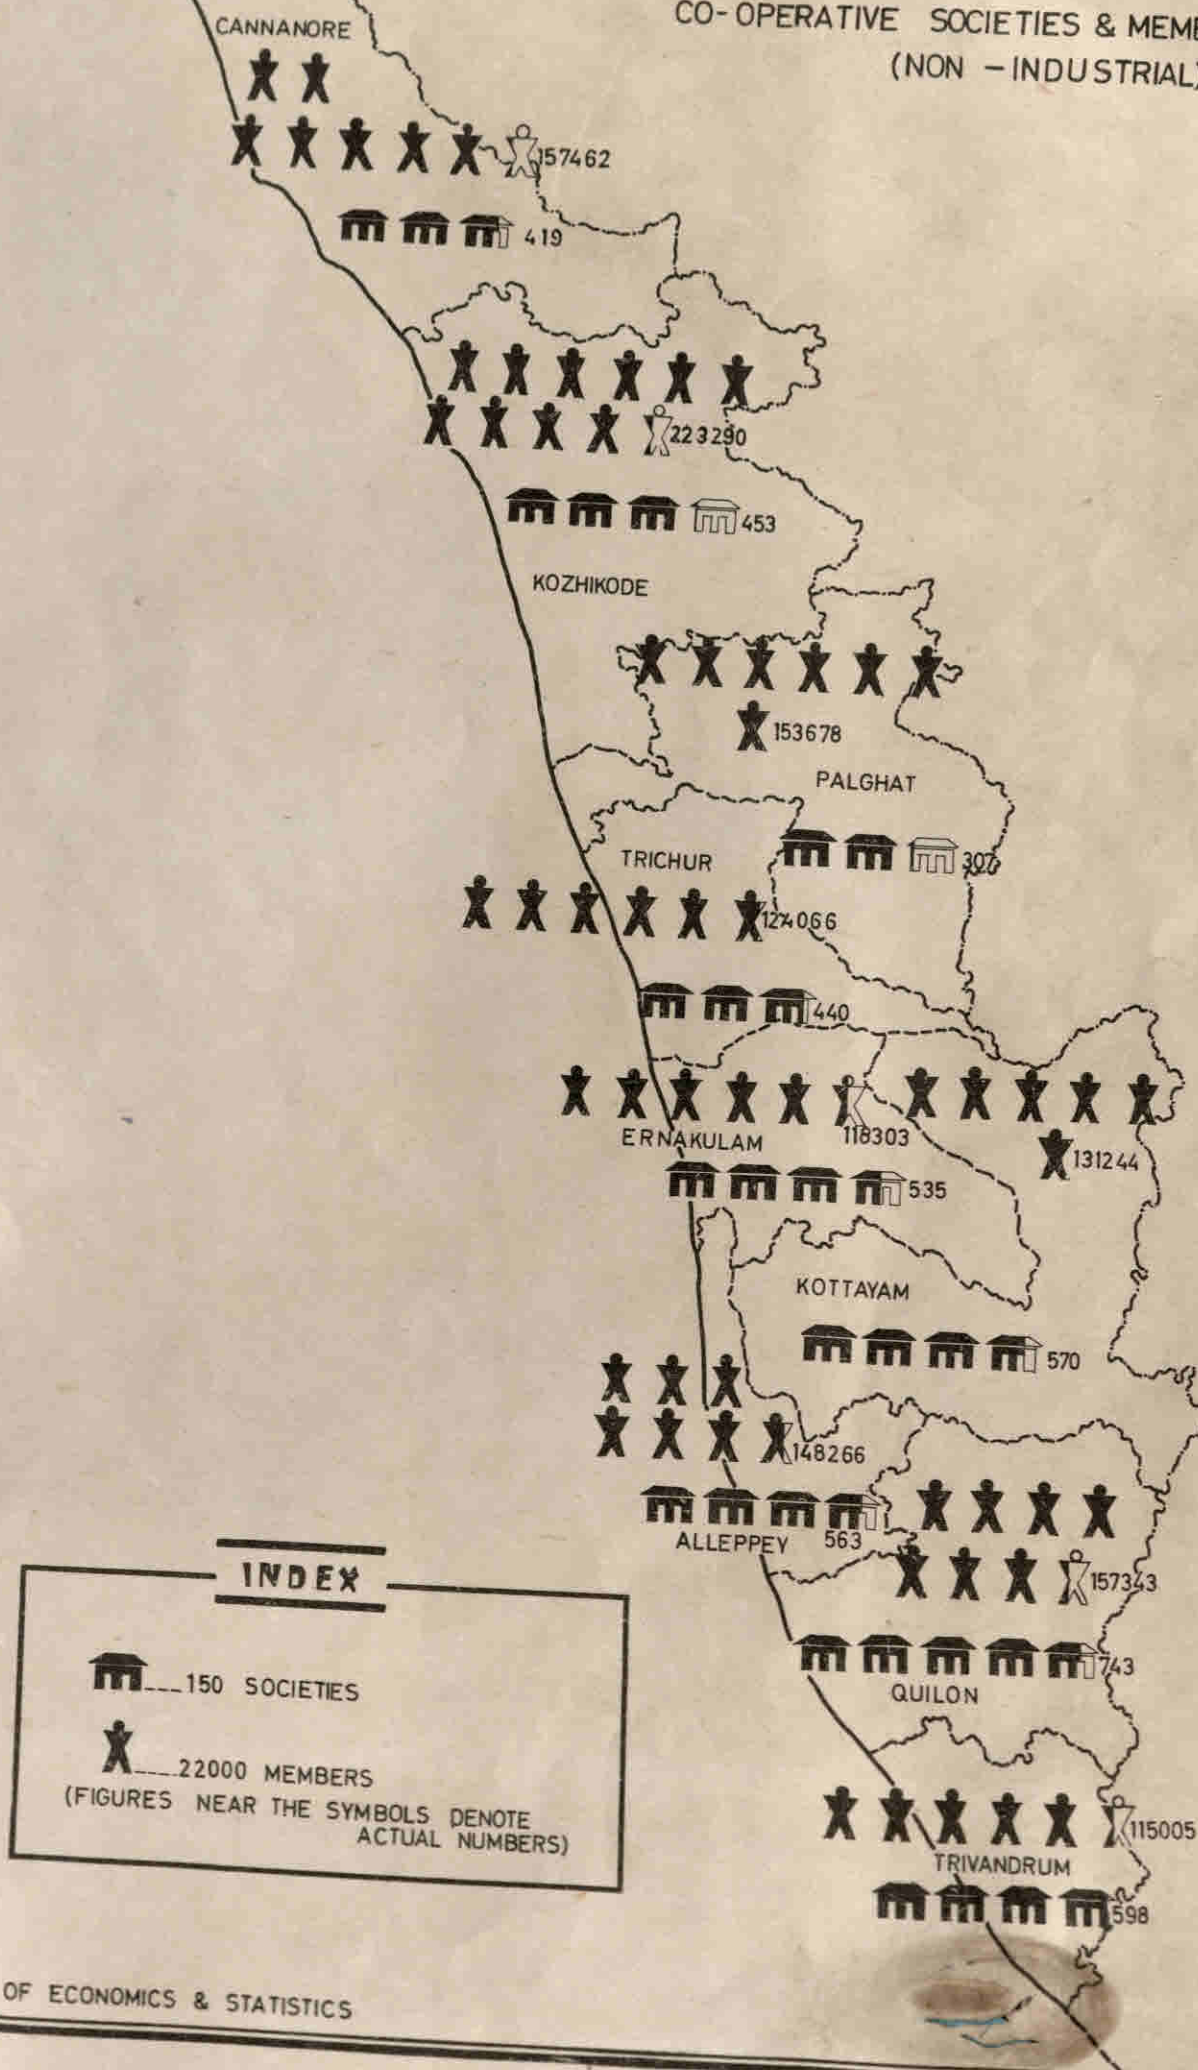 CO-OPERATIVE SOCIETIES &
(NON - INDUSTRIAL)
CANNANORE
157462
419
223290
453
KOZHIKODE
153678
PALGHAT
307
TRICHUR
440
ERNAKULAM
118303
131244
535
KOTTAYAM
570
148266
ALLEPPEY
563
157343
743
QUILON
115005
TRIVANDRUM
598
INDEX
---150 SOCIETIES
----22000 MEMBERS
(FIGURES NEAR THE SYMBOLS DENOTE
ACTUAL NUMBERS)
OF ECONOMICS & STATISTICS